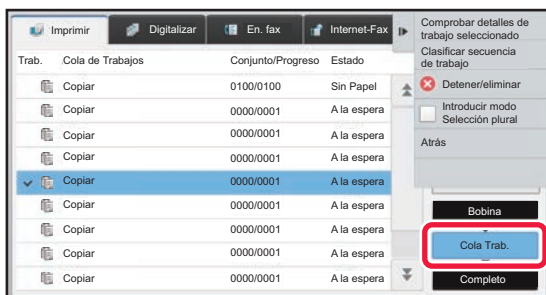 Imprimir Digitalizar En. fax Internet-Fax
Comprobar detalles de
trabajo seleccionado
Clasificar secuencia
de trabajo
Detener/eliminar
Introducir modo
Selección plural
Atrás
Trab. Cola de Trabajos Conjunto/Progreso Estado
Copiar 0100/0100 Sin Papel
Copiar 0000/0001 A la espera
Copiar 0000/0001 A la espera
Copiar 0000/0001 A la espera
Copiar 0000/0001 A la espera
Copiar 0000/0001 A la espera
Copiar 0000/0001 A la espera
Copiar 0000/0001 A la espera
Copiar 0000/0001 A la espera
Bobina
Cola Trab.
Completo